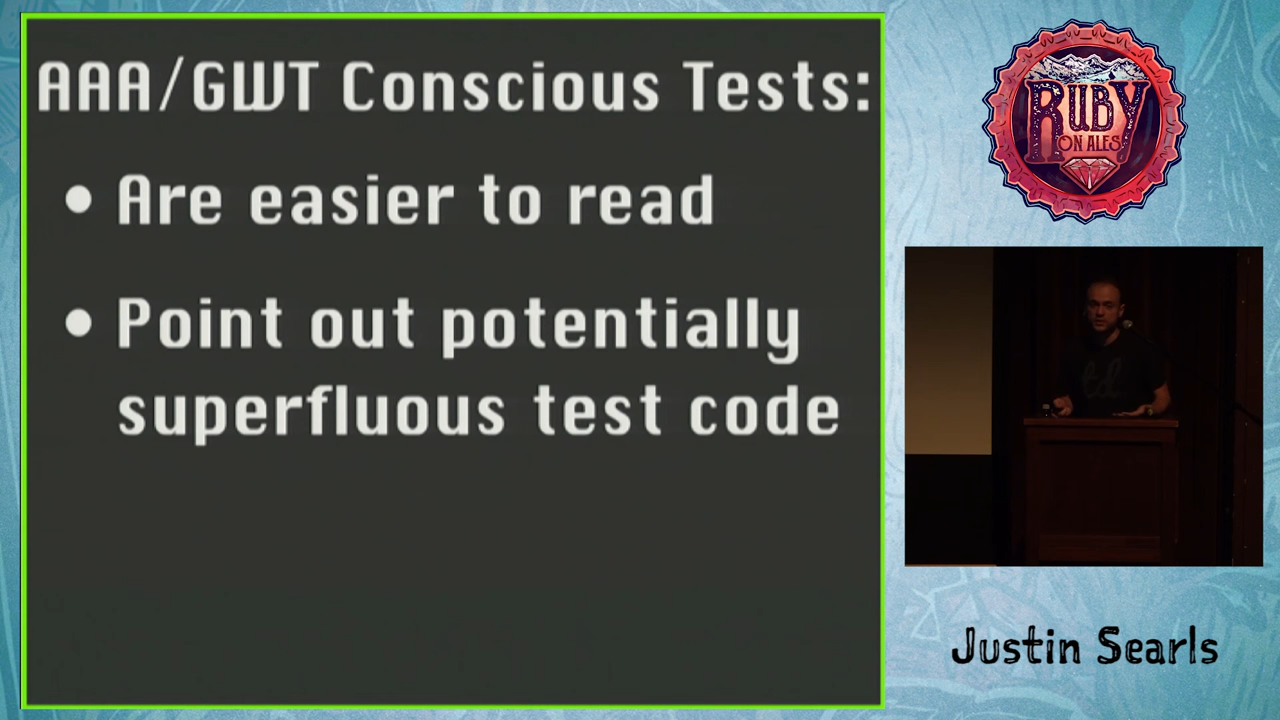 AAA/GWT Conscious Tests:
• Are easier to read
• Point out potentially
superfluous test code
RUBY
ON ALES
td
Justin Searls